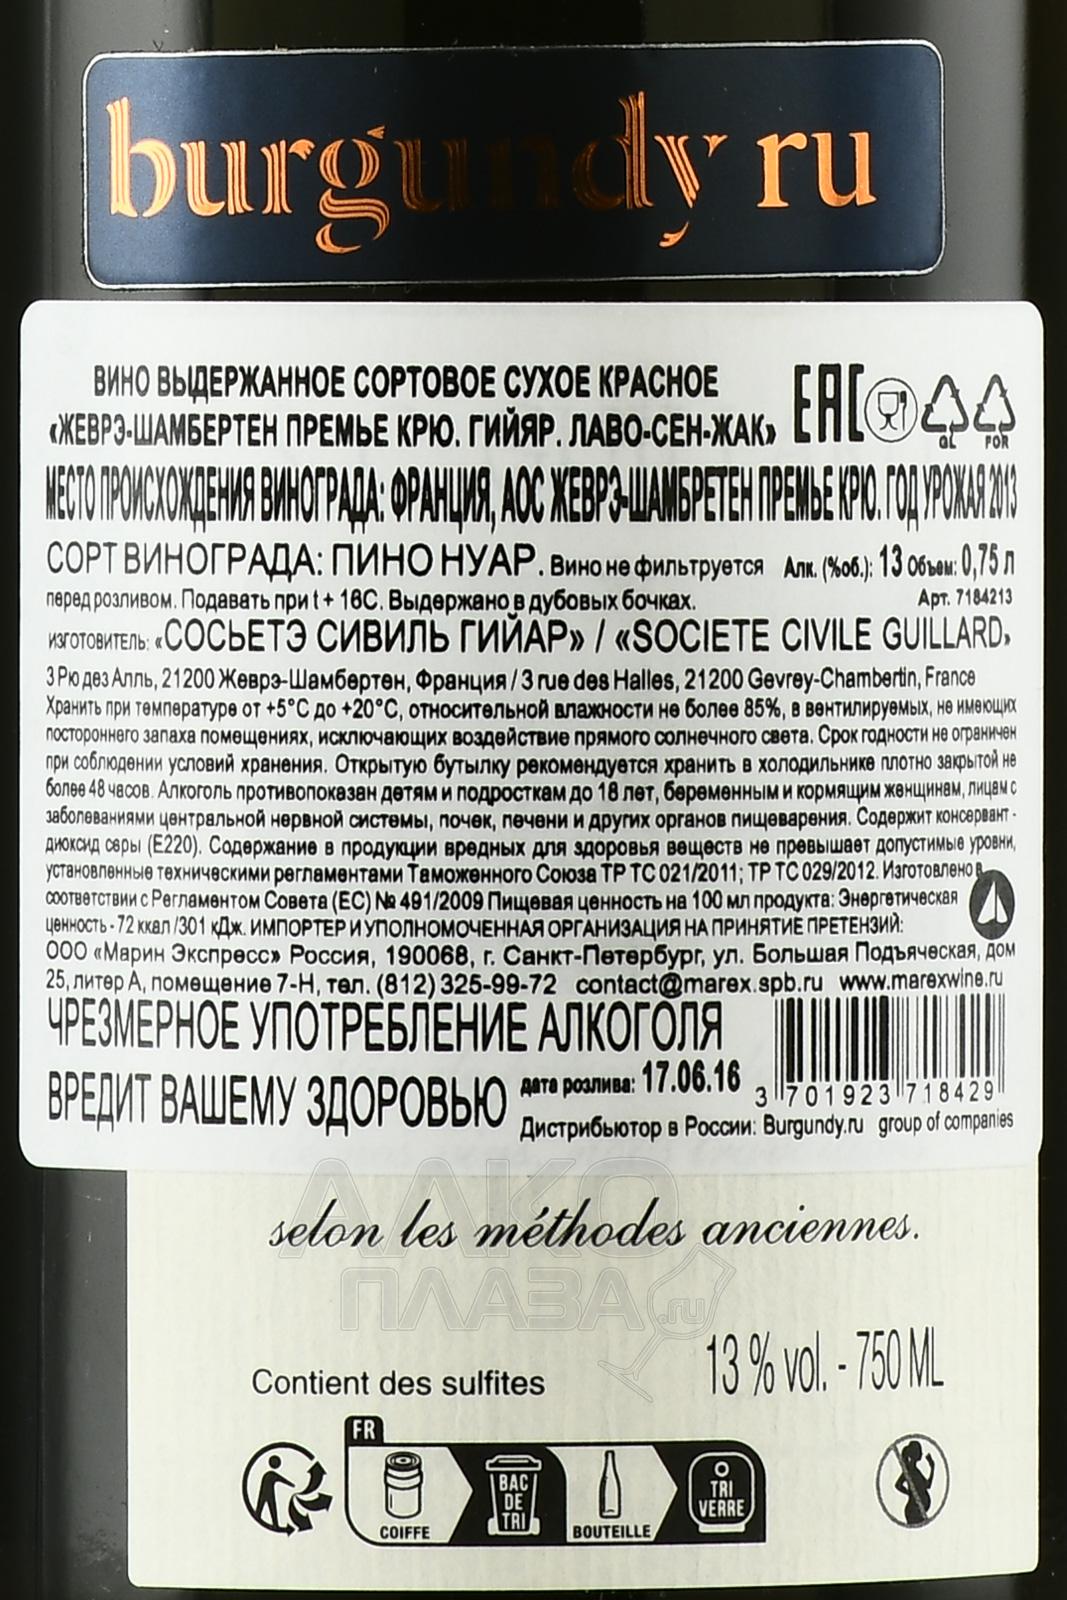 burgundy ru
ВИНО ВЫДЕРЖАННОЕ СОРТОВОЕ СУХОЕ КРАСНОЕ
«ЖЕВРЭ-ШАМБЕРТЕН ПРЕМЬЕ КРЮ. ГИЙЯР. ЛАВО-СЕН-ЖАК»
EAC
GL
FOR
МЕСТО ПРОИСХОЖДЕНИЯ ВИНОГРАДА: ФРАНЦИЯ, АОС ЖЕВРЭ-ШАМБРЕТЕН ПРЕМЬЕ КРЮ. ГОД УРОЖАЯ 2013
СОРТ ВИНОГРАДА: ПИНО НУАР. Вино не фильтруется Алк. (%об.): 13 Объем: 0,75 л
перед розливом. Подавать при t + 16С. Выдержано в дубовых бочках. Арт. 7184213
ИЗГОТОВИТЕЛЬ: «СОСЬЕТЭ СИВИЛЬ ГИЙАР» / «SOCIETE CIVILE GUILLARD»
3 Рю дез Алль, 21200 Жеврэ-Шамбертен, Франция / 3 rue des Halles, 21200 Gevrey-Chambertin, France
Хранить при температуре от +5°С до +20°С, относительной влажности не более 85%, в вентилируемых, не имеющих
постороннего запаха помещениях, исключающих воздействие прямого солнечного света. Срок годности не ограничен
при соблюдении условий хранения. Открытую бутылку рекомендуется хранить в холодильнике плотно закрытой не
более 48 часов. Алкоголь противопоказан детям и подросткам до 18 лет, беременным и кормящим женщинам, лицам с
заболеваниями центральной нервной системы, почек, печени и других органов пищеварения. Содержит консервант -
диоксид серы (Е220). Содержание в продукции вредных для здоровья веществ не превышает допустимые уровни,
установленные техническими регламентами Таможенного Союза ТР ТС 021/2011; ТР ТС 029/2012. Изготовлено в
соответствии с Регламентом Совета (ЕС) № 491/2009 Пищевая ценность на 100 мл продукта: Энергетическая
ценность - 72 ккал /301 кДж. ИМПОРТЕР И УПОЛНОМОЧЕННАЯ ОРГАНИЗАЦИЯ НА ПРИНЯТИЕ ПРЕТЕНЗИЙ:
ООО «Марин Экспресс» Россия, 190068, г. Санкт-Петербург, ул. Большая Подъяческая, дом
25, литер А, помещение 7-Н, тел. (812) 325-99-72 contact@marex.spb.ru www.marexwine.ru
ЧРЕЗМЕРНОЕ УПОТРЕБЛЕНИЕ АЛКОГОЛЯ
ВРЕДИТ ВАШЕМУ ЗДОРОВЬЮ дата розлива: 17.06.16
3 701923 718429
Дистрибьютор в России: Burgundy.ru group of companies
selon les méthodes anciennes.
АЛКО
ПЛАЗА.ru
13 % vol. - 750 ML
Contient des sulfites
FR
COIFFE
BAC DE TRI
BOUTEILLE
TRI VERRE